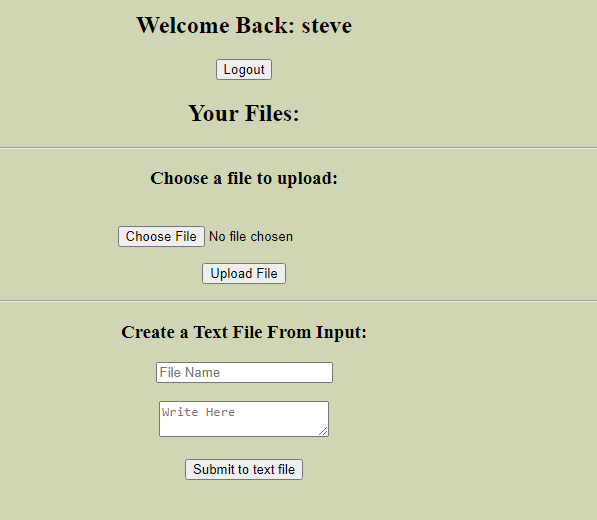 Welcome Back: steve
Logout
Your Files:
Choose a file to upload:
Choose File No file chosen
Upload File
Create a Text File From Input:
File Name
Write Here
Submit to text file